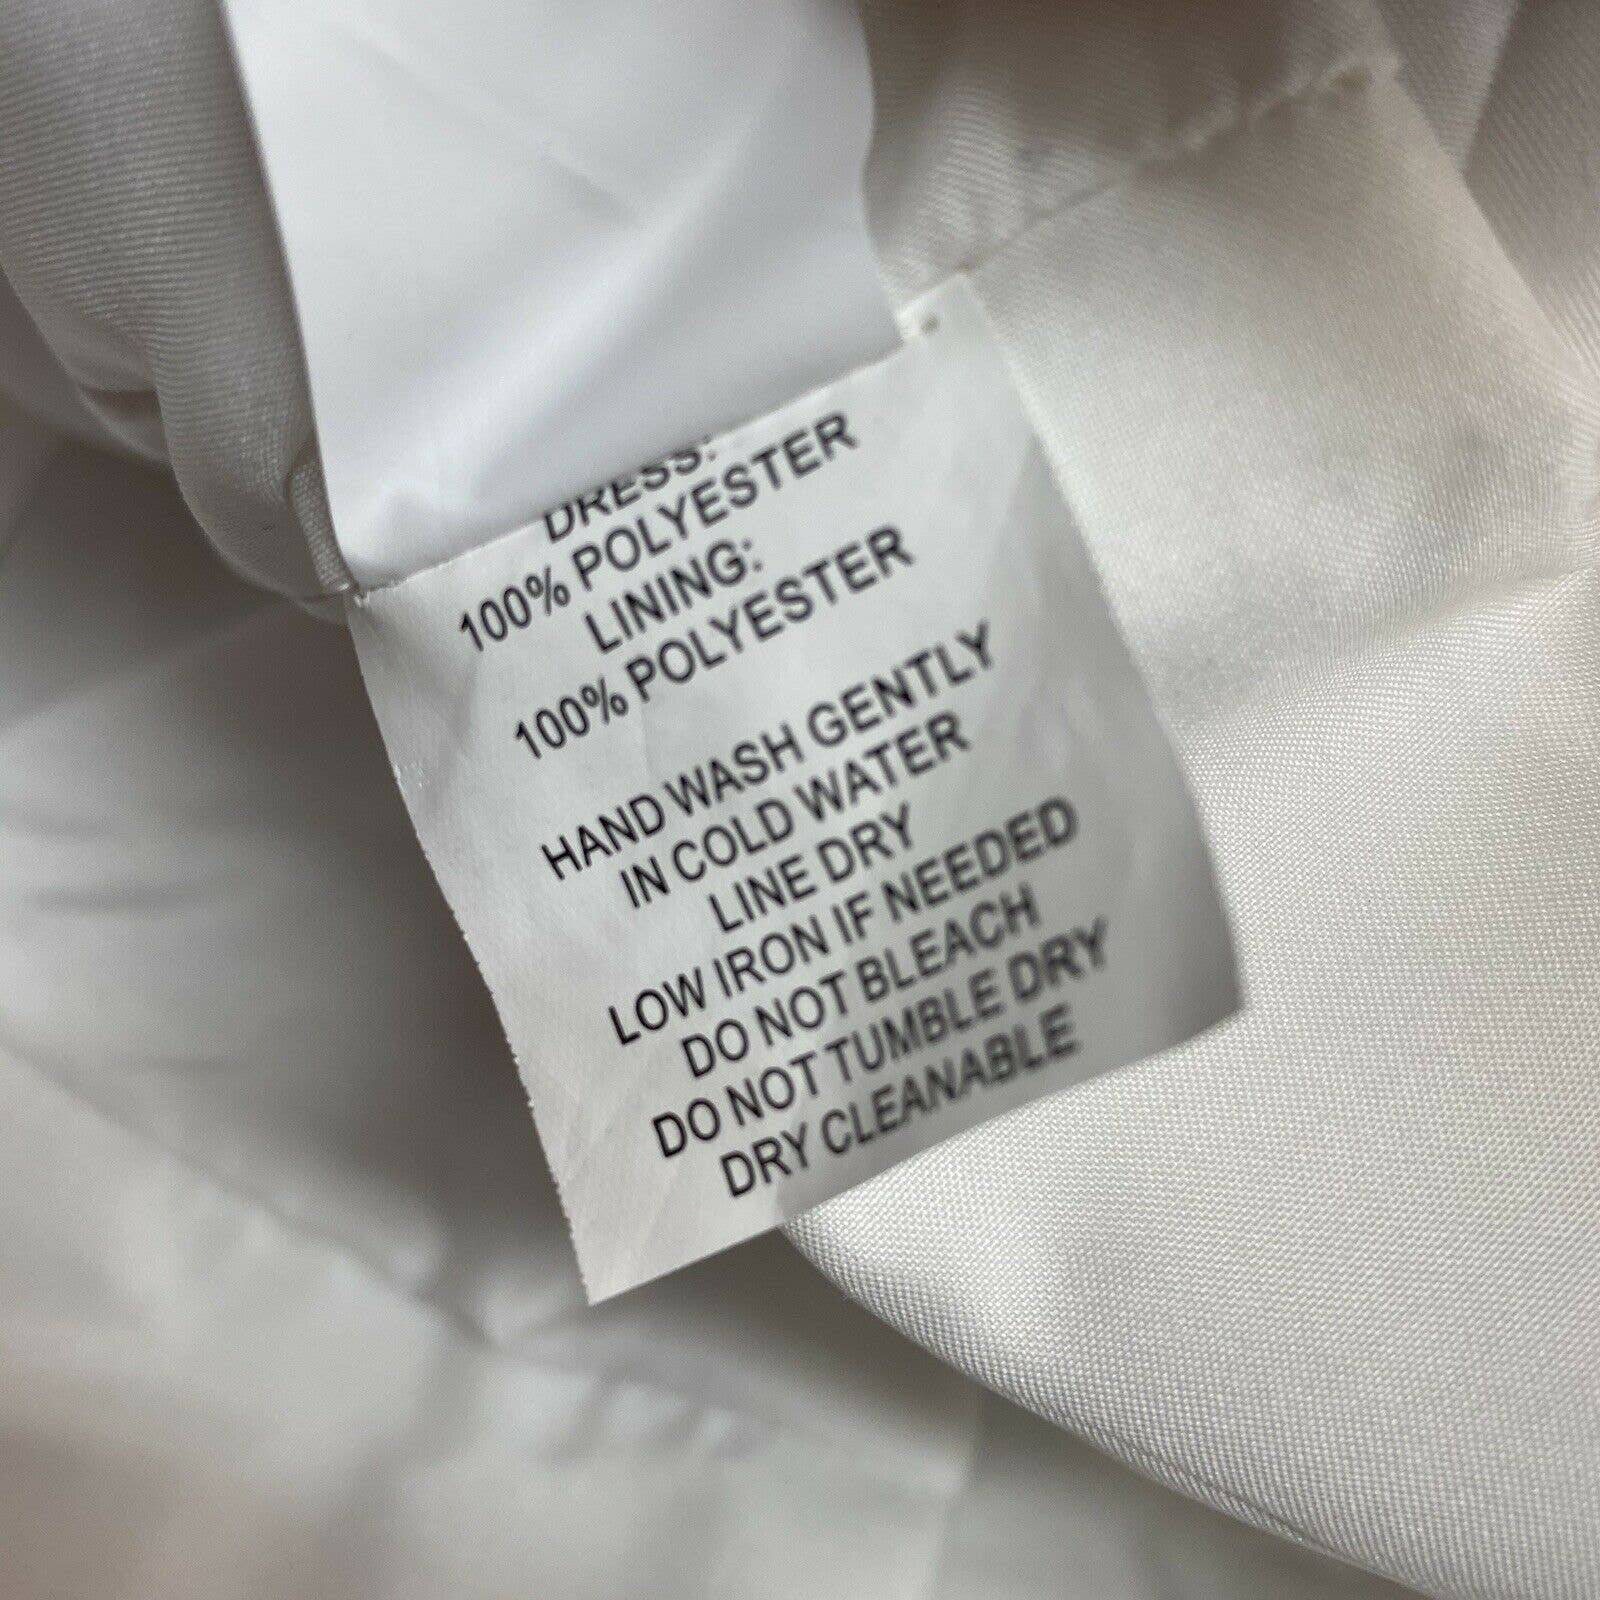 DRESS:
100% POLYESTER
LINING:
100% POLYESTER
HAND WASH GENTLY
IN COLD WATER
LINE DRY
LOW IRON IF NEEDED
DO NOT BLEACH
DO NOT TUMBLE DRY
DRY CLEANABLE